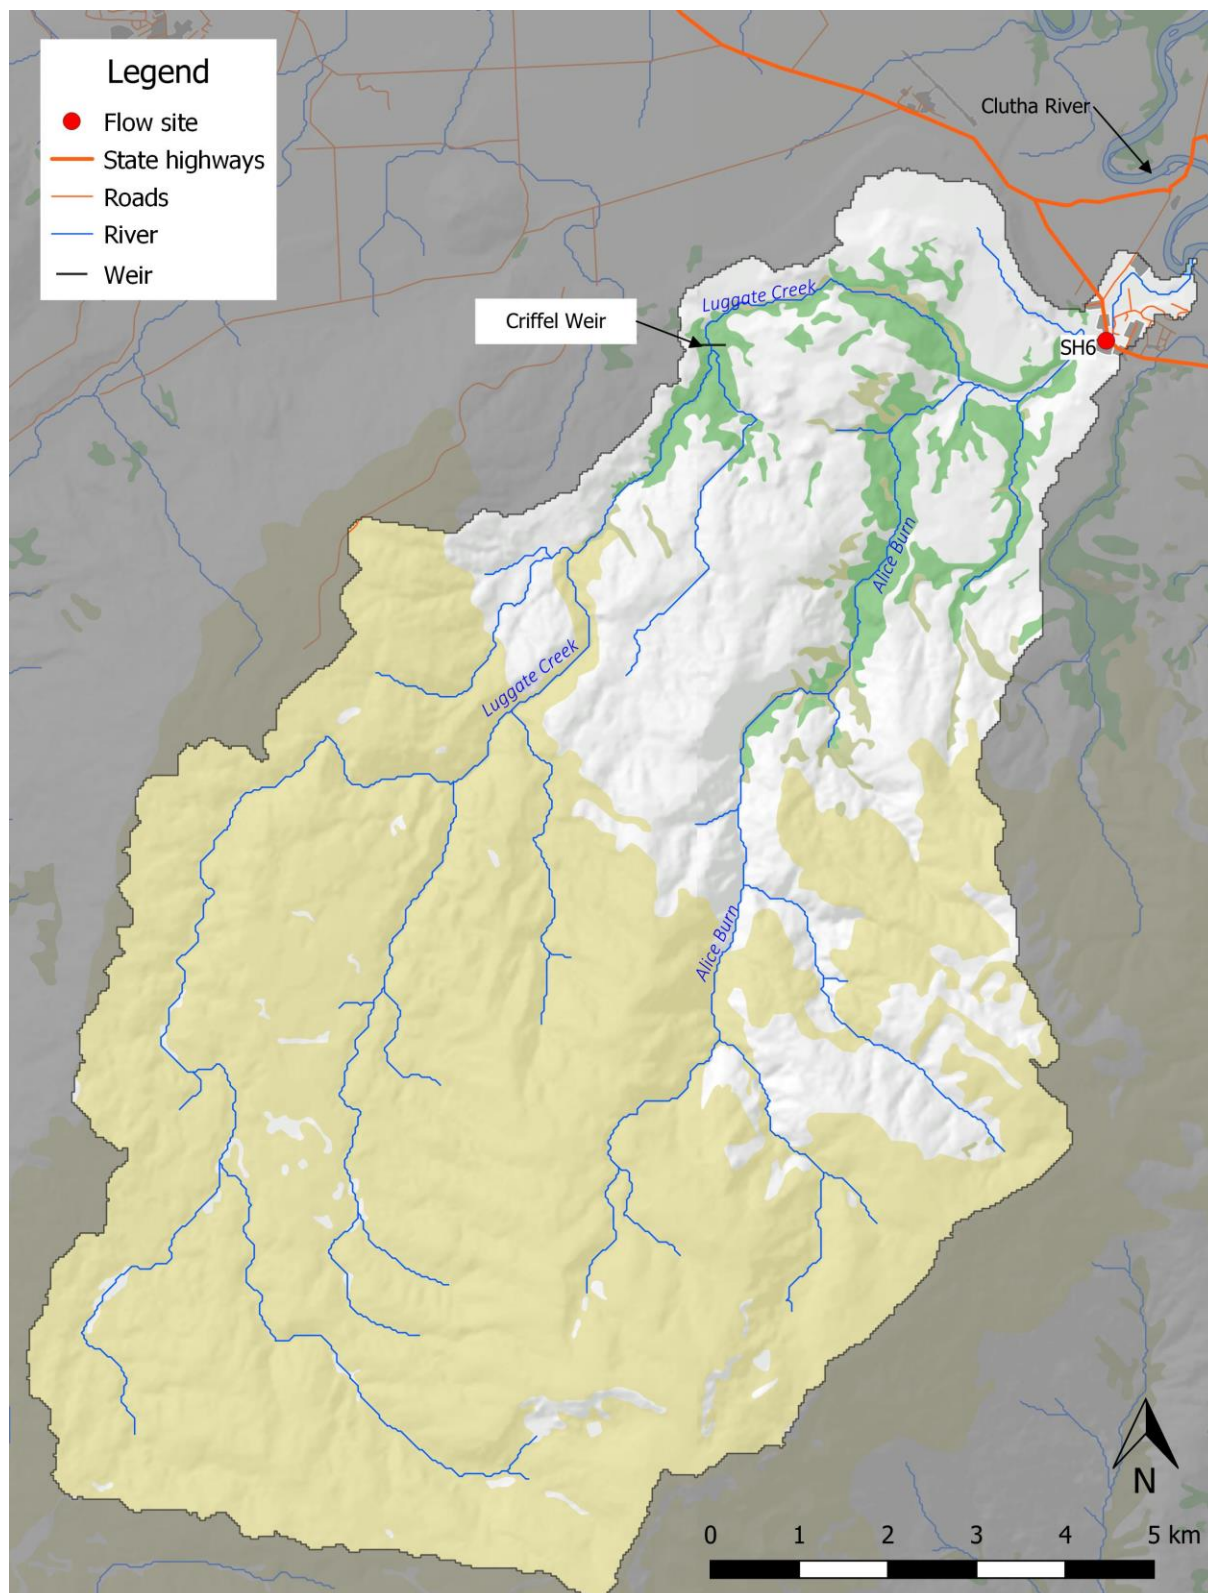 Legend
Flow site
State highways
Roads
River
Weir
Clutha River
Luggate Creek
Criffel Weir
SH6
Alice Burn
Luggate Creek
Alice Burn
N
0 1 2 3 4 5 km